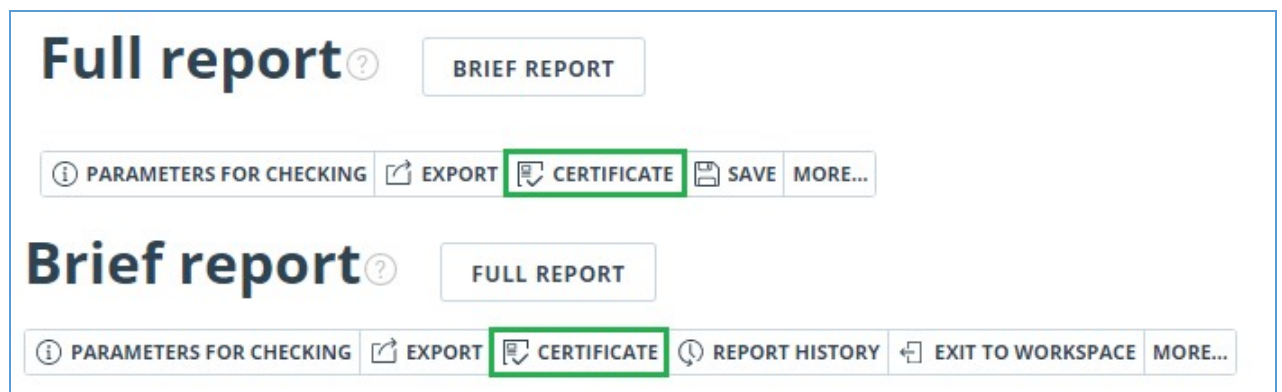 Full report ? BRIEF REPORT
PARAMETERS FOR CHECKING EXPORT CERTIFICATE SAVE MORE...
Brief report ? FULL REPORT
PARAMETERS FOR CHECKING EXPORT CERTIFICATE REPORT HISTORY EXIT TO WORKSPACE MORE...